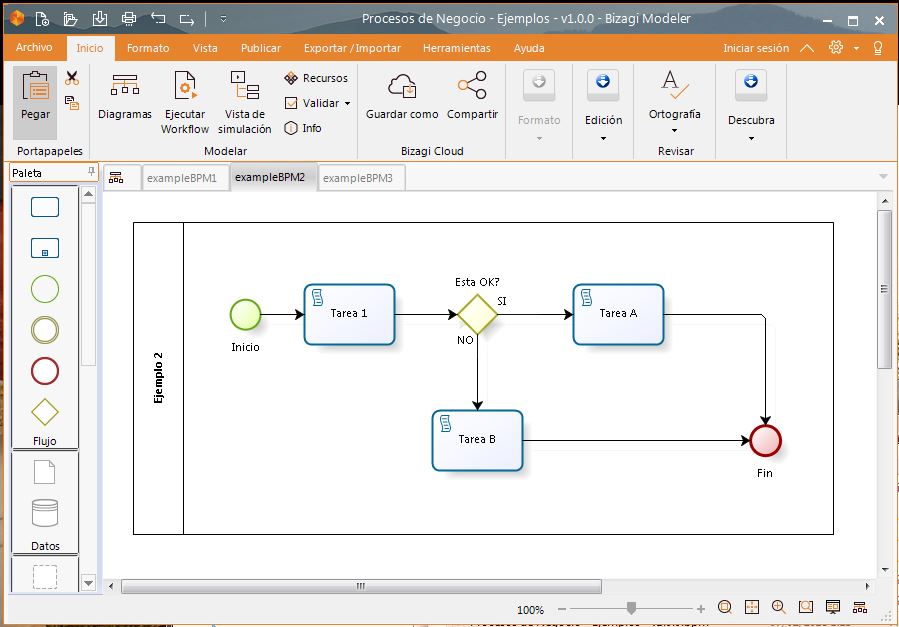 Procesos de Negocio - Ejemplos - v1.0.0 - Bizagi Modeler
Archivo Inicio Formato Vista Publicar Exportar / Importar Herramientas Ayuda Iniciar sesión
Pegar
Portapapeles
Diagramas
Ejecutar
Workflow
Vista de
simulación
Recursos
Validar
Info
Modelar
Guardar como
Compartir
Bizagi Cloud
Formato
Edición
Ortografía
Revisar
Descubra
Paleta
exampleBPM1 exampleBPM2 exampleBPM3
Flujo
Datos
Ejemplo 2
Inicio
Tarea 1
Esta OK?
SI
NO
Tarea A
Tarea B
Fin
100%